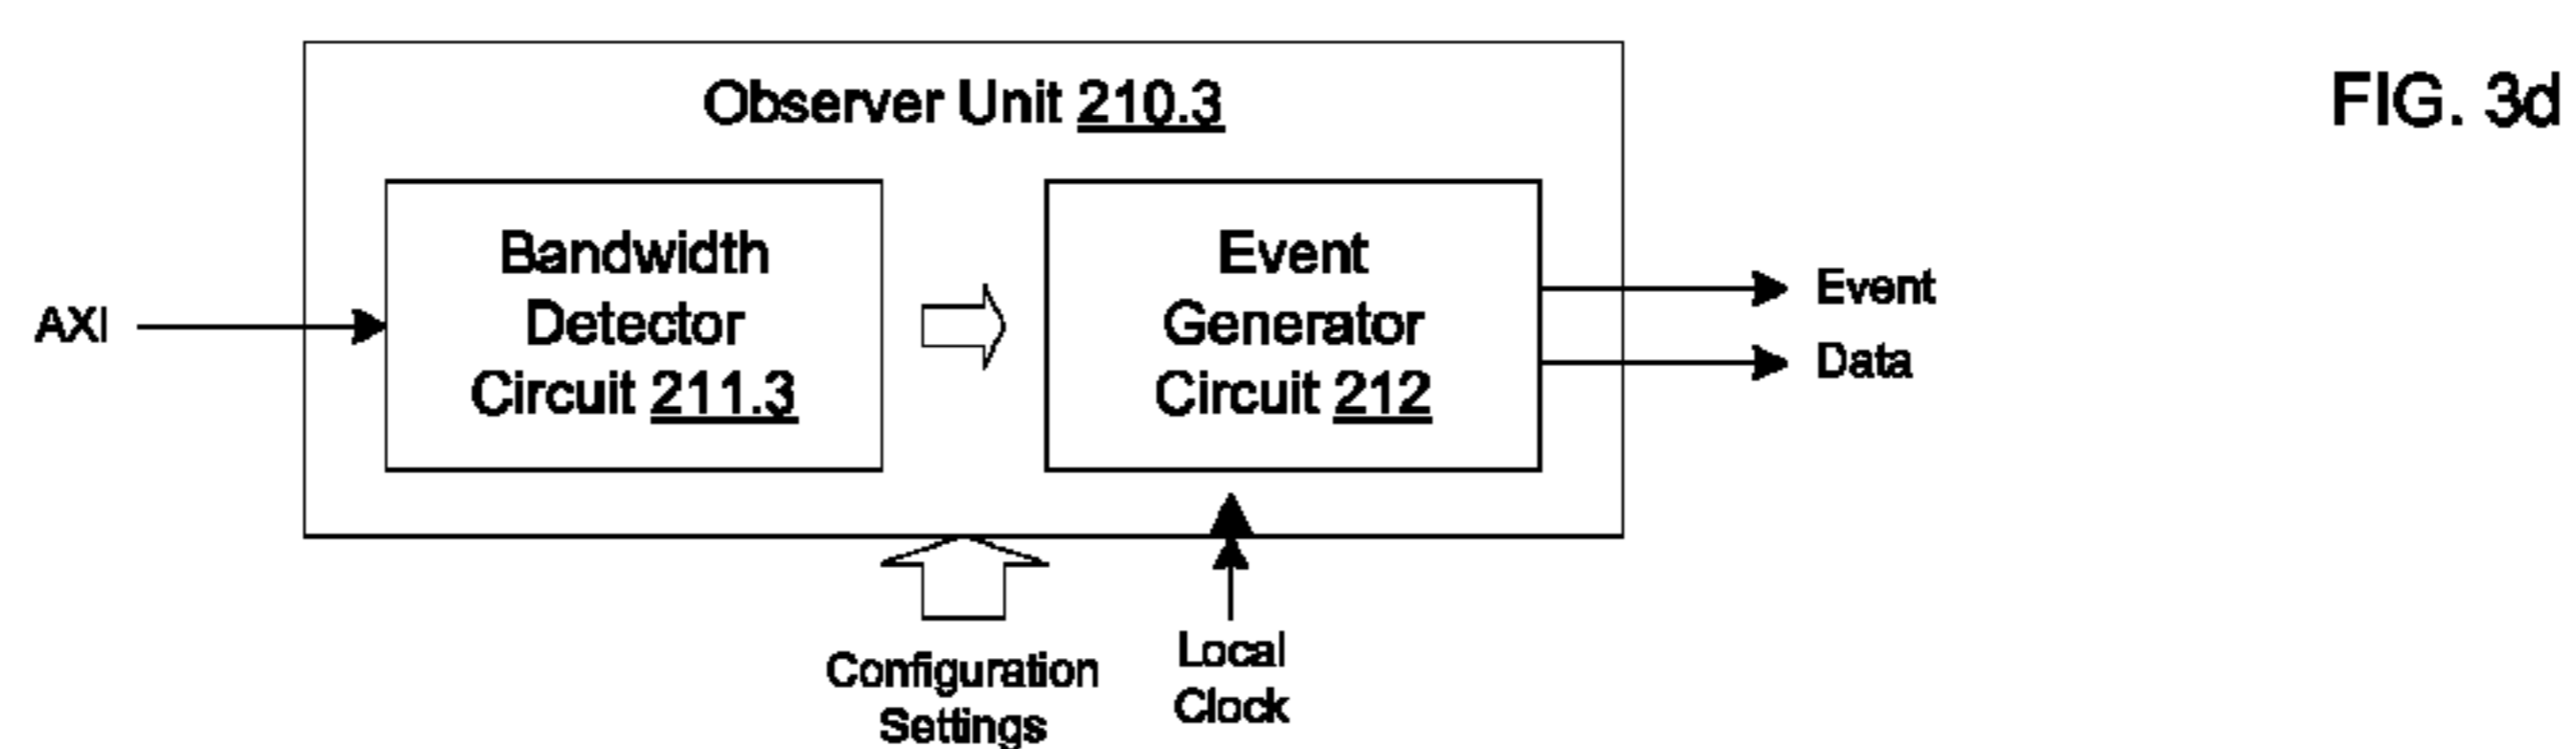 Observer Unit 210.3
FIG. 3d
AXI
Bandwidth
Detector
Circuit 211.3
Event
Generator
Circuit 212
Event
Data
Configuration
Settings
Local
Clock